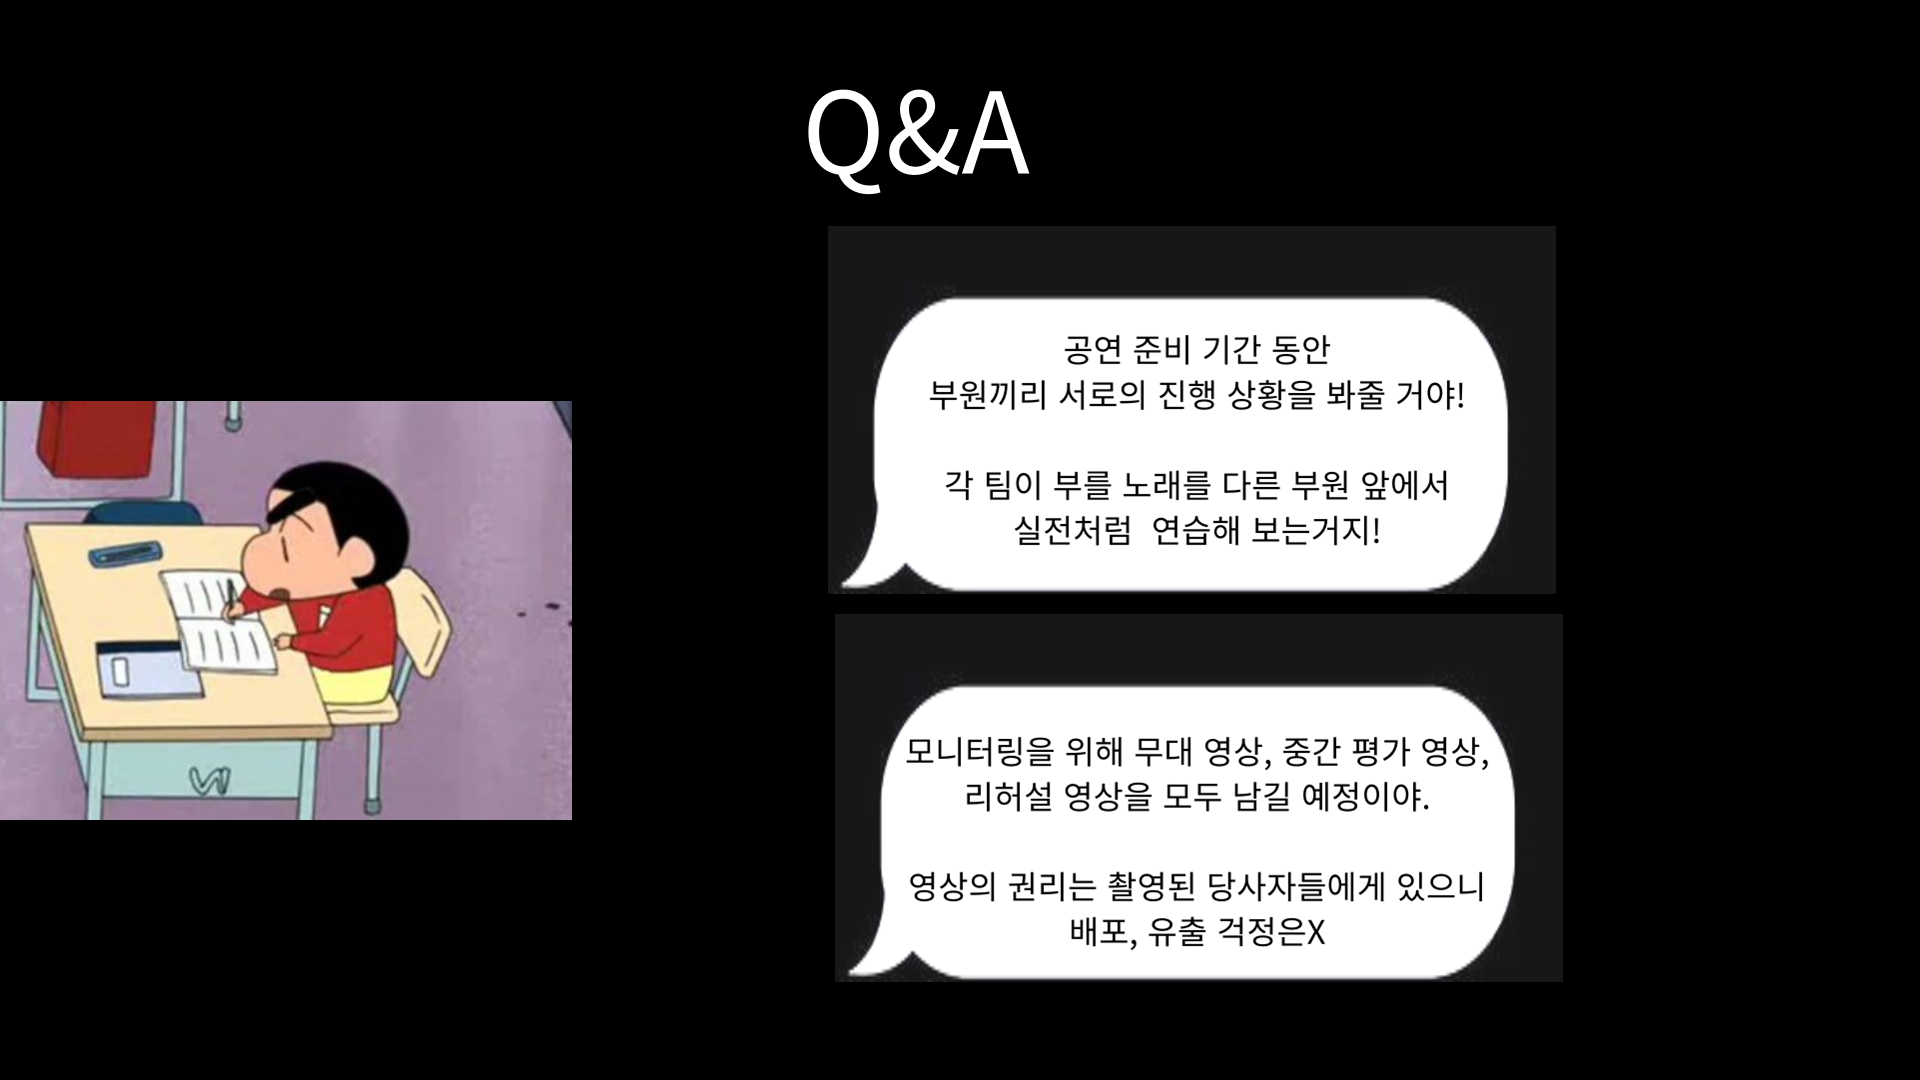 Q&A
공연 준비 기간 동안
부원끼리 서로의 진행 상황을 봐줄 거야!
각 팀이 부를 노래를 다른 부원 앞에서
실전처럼  연습해 보는거지!
모니터링을 위해 무대 영상, 중간 평가 영상,
리허설 영상을 모두 남길 예정이야.
영상의 권리는 촬영된 당사자들에게 있으니
배포, 유출 걱정은X